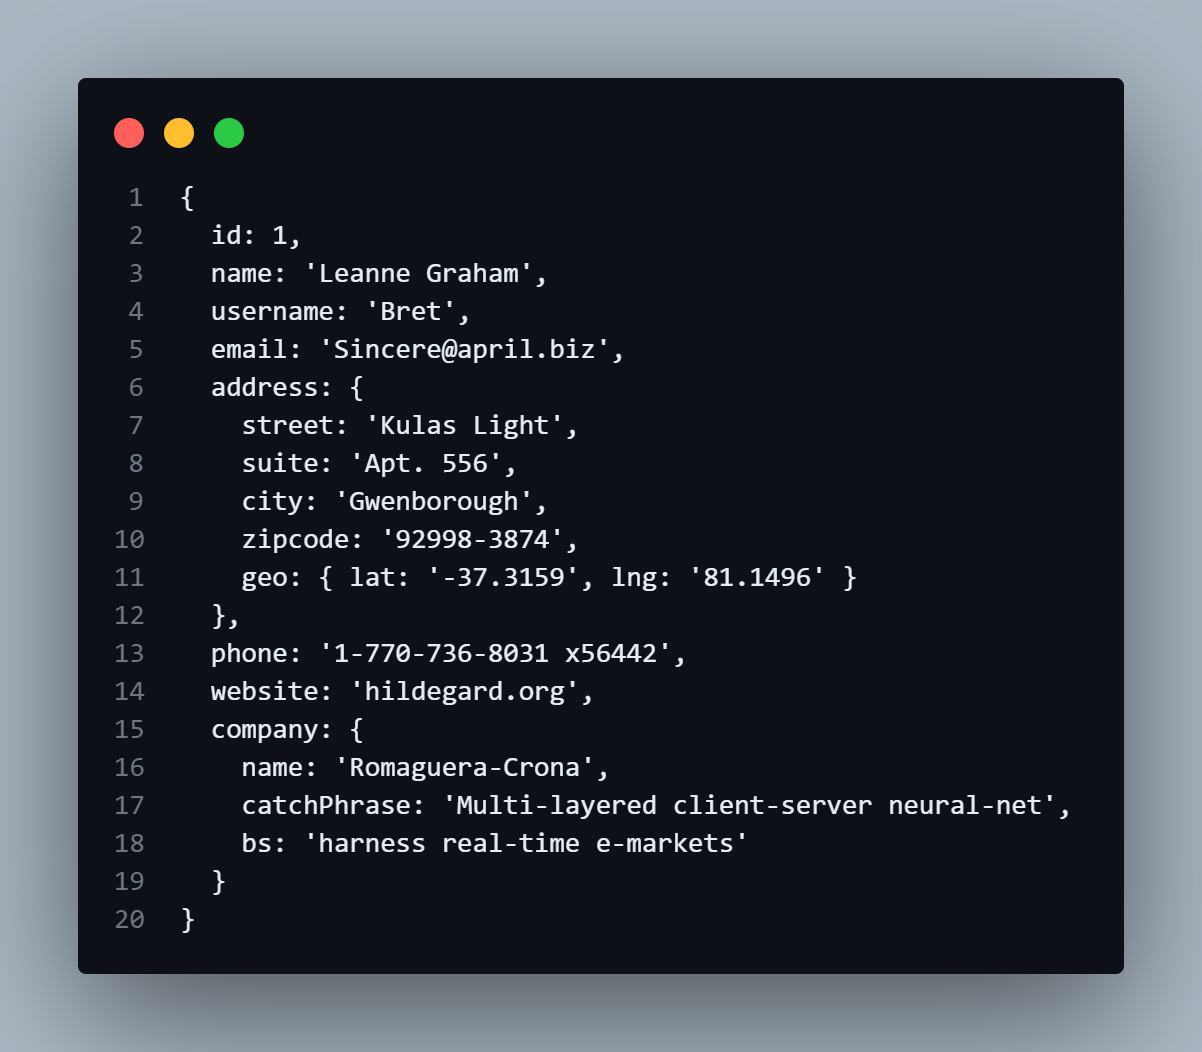 1 {
2   id: 1,
3   name: 'Leanne Graham',
4   username: 'Bret',
5   email: 'Sincere@april.biz',
6   address: {
7     street: 'Kulas Light',
8     suite: 'Apt. 556',
9     city: 'Gwenborough',
10     zipcode: '92998-3874',
11     geo: { lat: '-37.3159', lng: '81.1496' }
12   },
13   phone: '1-770-736-8031 x56442',
14   website: 'hildegard.org',
15   company: {
16     name: 'Romaguera-Crona',
17     catchPhrase: 'Multi-layered client-server neural-net',
18     bs: 'harness real-time e-markets'
19   }
20 }